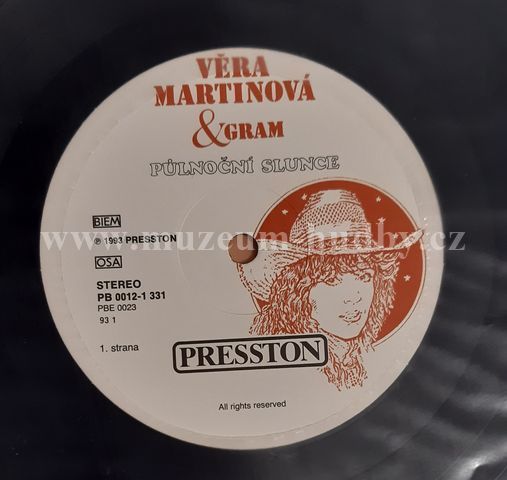 VĚRA
MARTINOVÁ
& GRAM
PŮLNOČNÍ SLUNCE
BIEM
℗ 1993 PRESSTON
www.muzeum-hudby.cz
OSA
STEREO
PB 0012-1 331
PBE 0023
93 1
1. strana
PRESSTON
All rights reserved